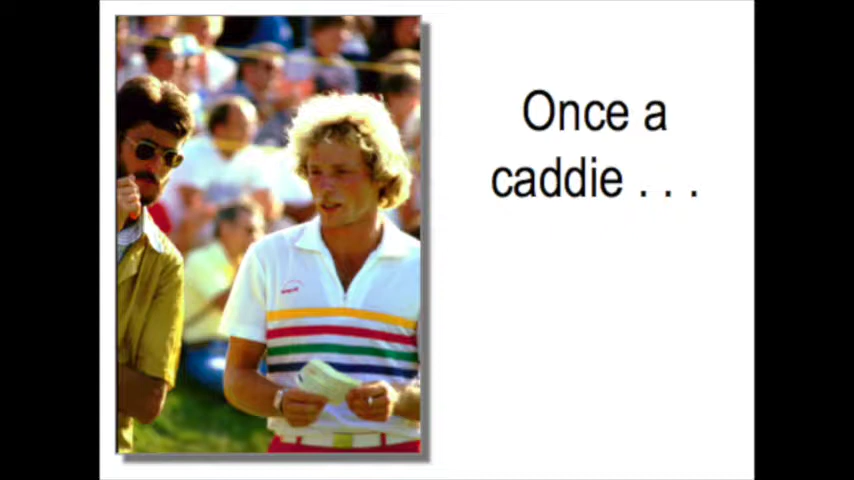 Once a
caddie . . .